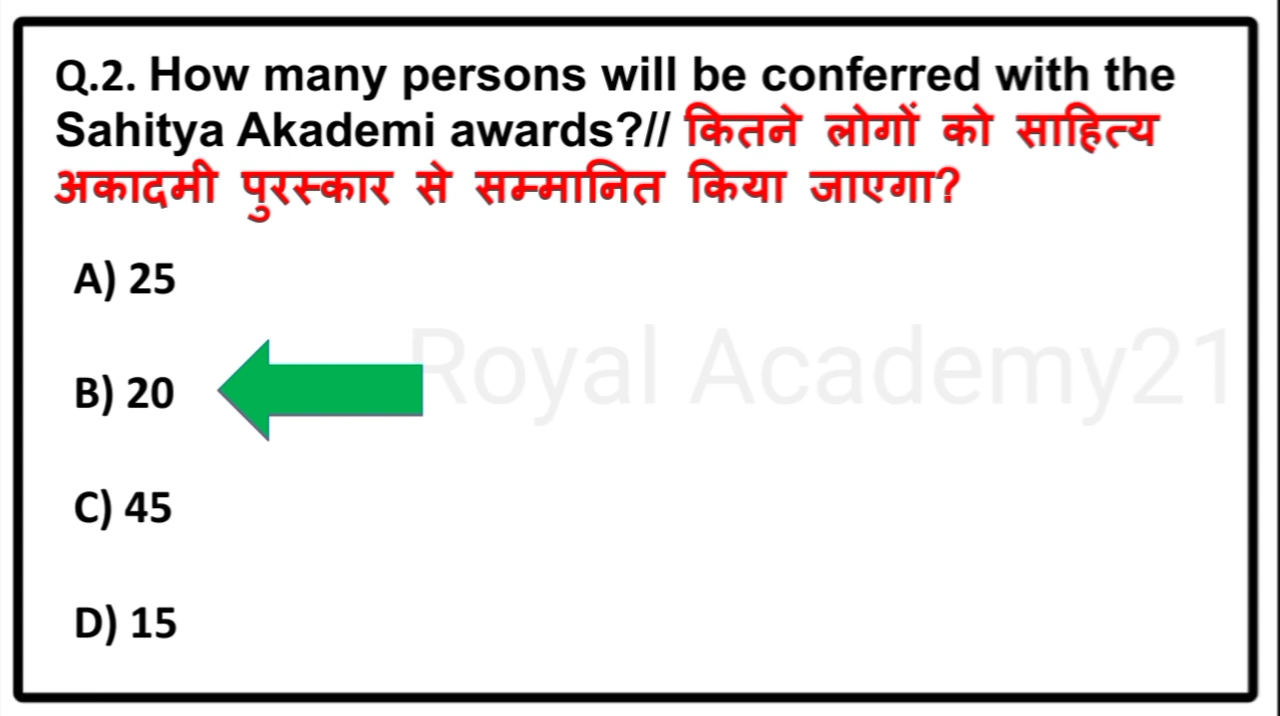 Q.2. How many persons will be conferred with the
Sahitya Akademi awards?// कितने लोगों को साहित्य
अकादमी पुरस्कार से सम्मानित किया जाएगा?
A) 25
Royal Academy21
B) 20
C) 45
D) 15